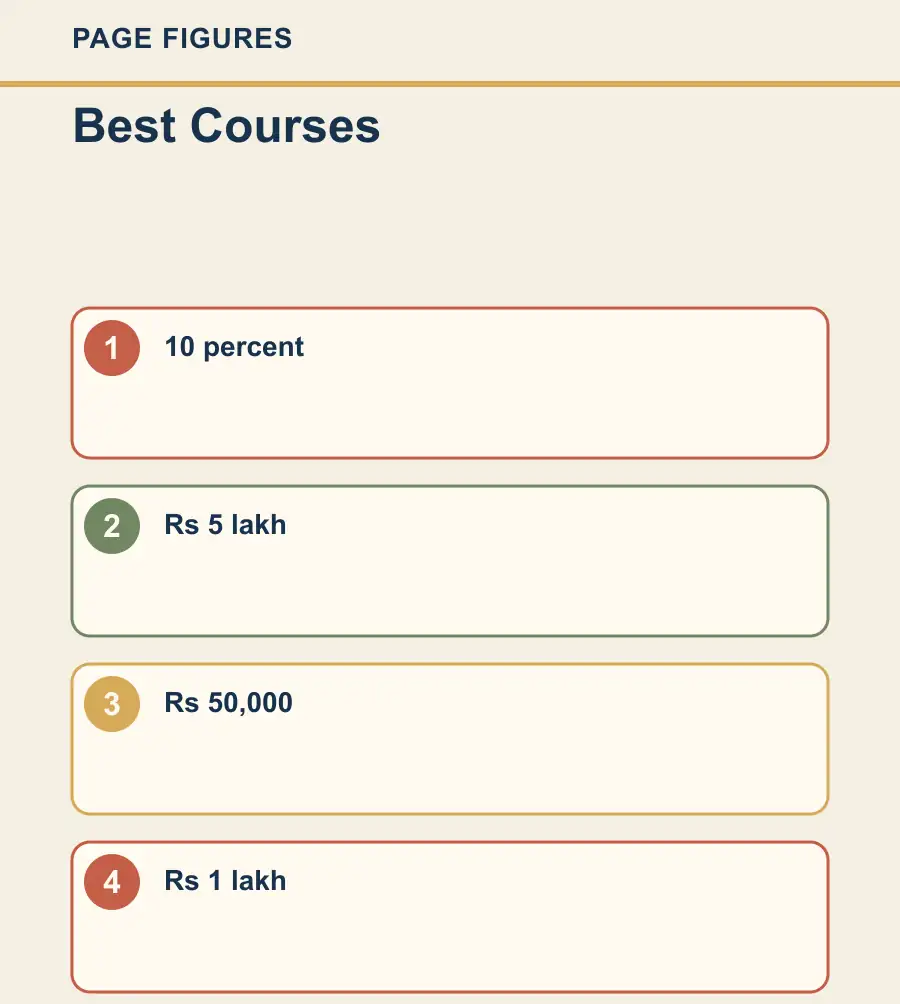 PAGE FIGURES
Best Courses
1 10 percent
2 Rs 5 lakh
3 Rs 50,000
4 Rs 1 lakh